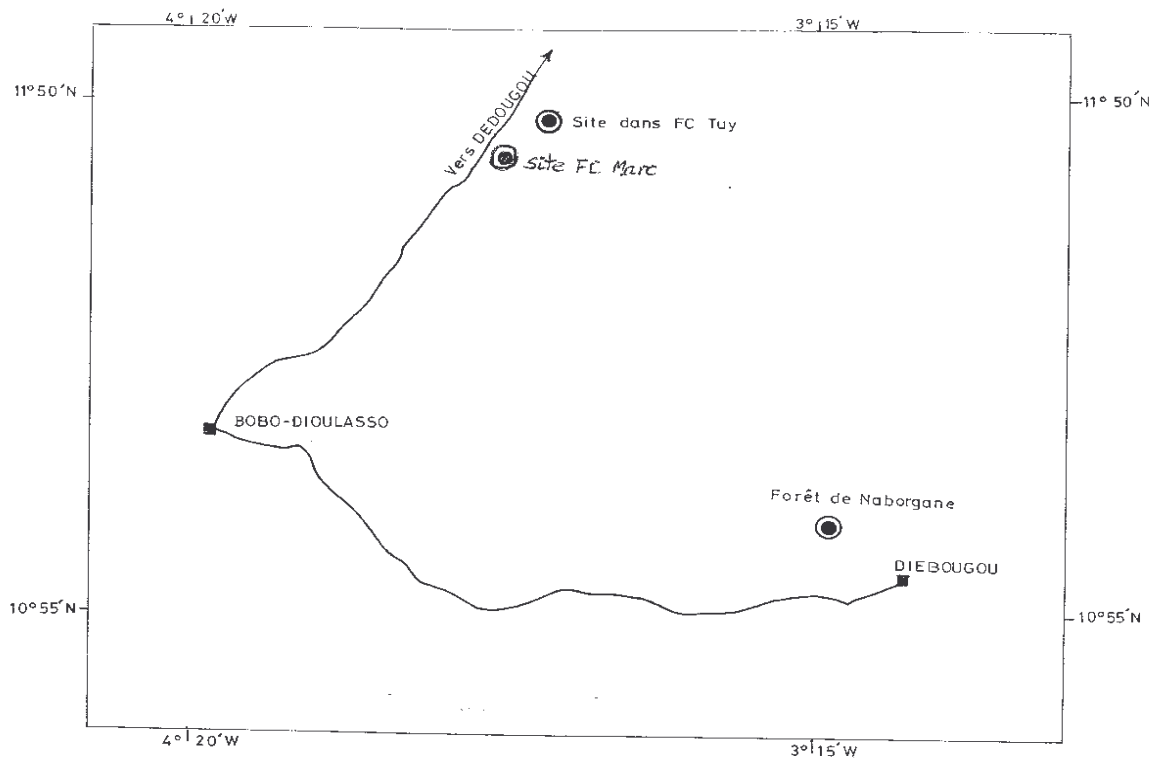 4° 20′W
3° 15′W
11° 50′N
11° 50′N
Vers DEDOUGOU
Site dans FC Tuy
Site FC Marc
BOBO-DIOULASSO
Forêt de Naborgane
DIEBOUGOU
10° 55′N
10° 55′N
4° 20′W
3° 15′W